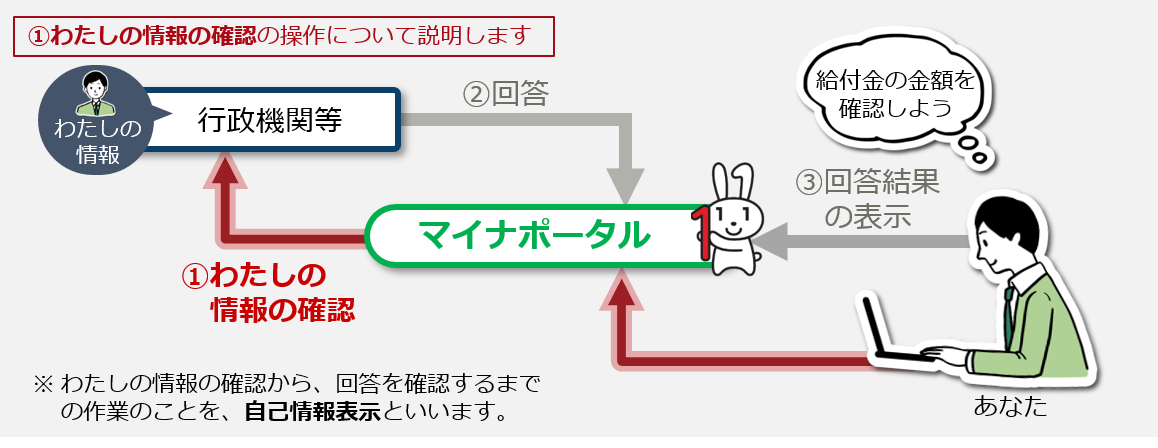 ①わたしの情報の確認の操作について説明します
給付金の金額を
確認しよう
わたしの
情報
行政機関等
②回答
③回答結果
の表示
マイナポータル
1
①わたしの
情報の確認
※ わたしの情報の確認から、回答を確認するまで
の作業のことを、自己情報表示といいます。
あなた